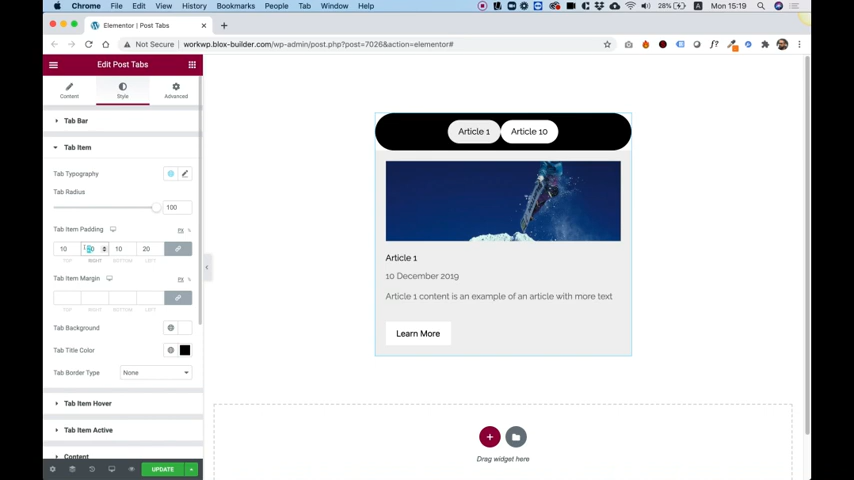 Chrome File Edit View History Bookmarks People Tab Window Help 28% A Mon 15:19
Elementor | Post Tabs
Not Secure workwp.blox-builder.com/wp-admin/post.php?post=7026&action=elementor#
Edit Post Tabs
Content Style Advanced
Tab Bar
Tab Item
Tab Typography
Tab Radius
100
Tab Item Padding
10 10 20
TOP RIGHT BOTTOM LEFT
Tab Item Margin
TOP RIGHT BOTTOM LEFT
Tab Background
Tab Title Color
Tab Border Type None
Tab Item Hover
Tab Item Active
Content
UPDATE
Article 1 Article 10
Article 1
10 December 2019
Article 1 content is an example of an article with more text
Learn More
Drag widget here